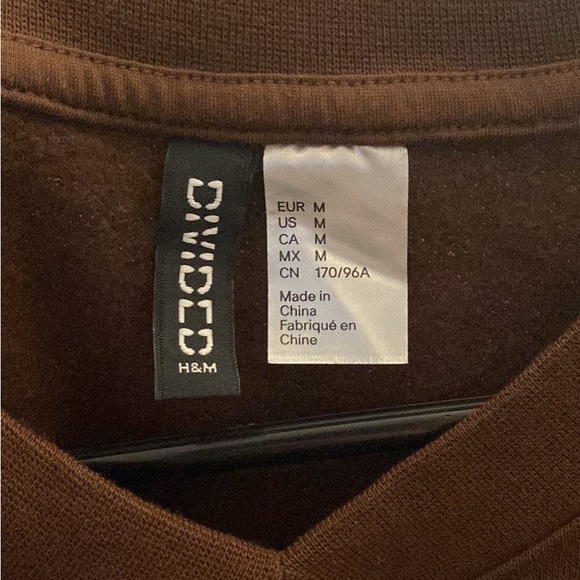 DIVIDED
H&M
EUR M
US M
CA M
MX M
CN 170/96A
Made in
China
Fabriqué en
Chine